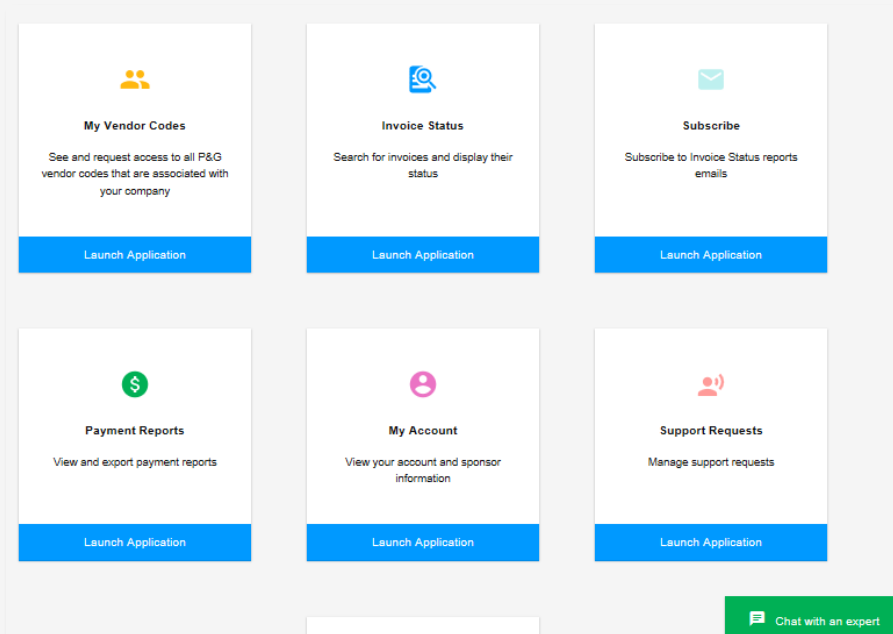 My Vendor Codes
See and request access to all P&G
vendor codes that are associated with
your company
Launch Application
Invoice Status
Search for invoices and display their
status
Launch Application
Subscribe
Subscribe to Invoice Status reports
emails
Launch Application
Payment Reports
View and export payment reports
Launch Application
My Account
View your account and sponsor
information
Launch Application
Support Requests
Manage support requests
Launch Application
Chat with an expert